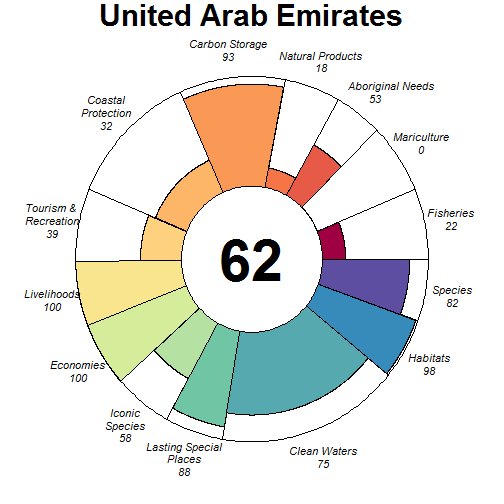 United Arab Emirates
Carbon Storage
93
Natural Products
18
Aboriginal Needs
53
Mariculture
0
Fisheries
22
Species
82
Habitats
98
Clean Waters
75
Lasting Special
Places
88
Iconic
Species
58
Economies
100
Livelihoods
100
Tourism &
Recreation
39
Coastal
Protection
32
62